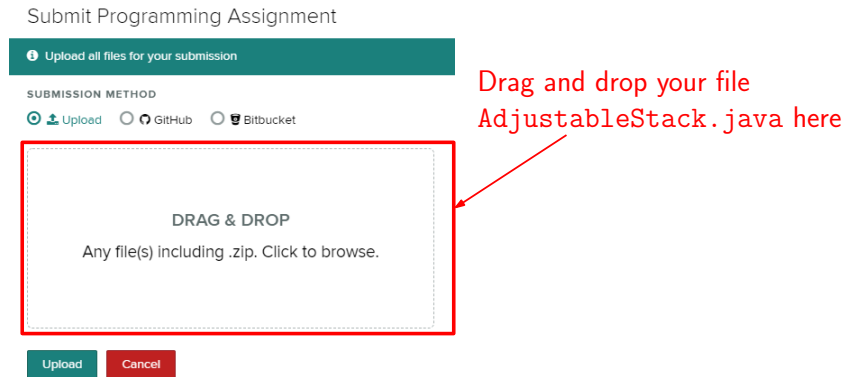 Submit Programming Assignment
Upload all files for your submission
SUBMISSION METHOD
Upload GitHub Bitbucket
Drag and drop your file
AdjustableStack.java here
DRAG & DROP
Any file(s) including .zip. Click to browse.
Upload Cancel